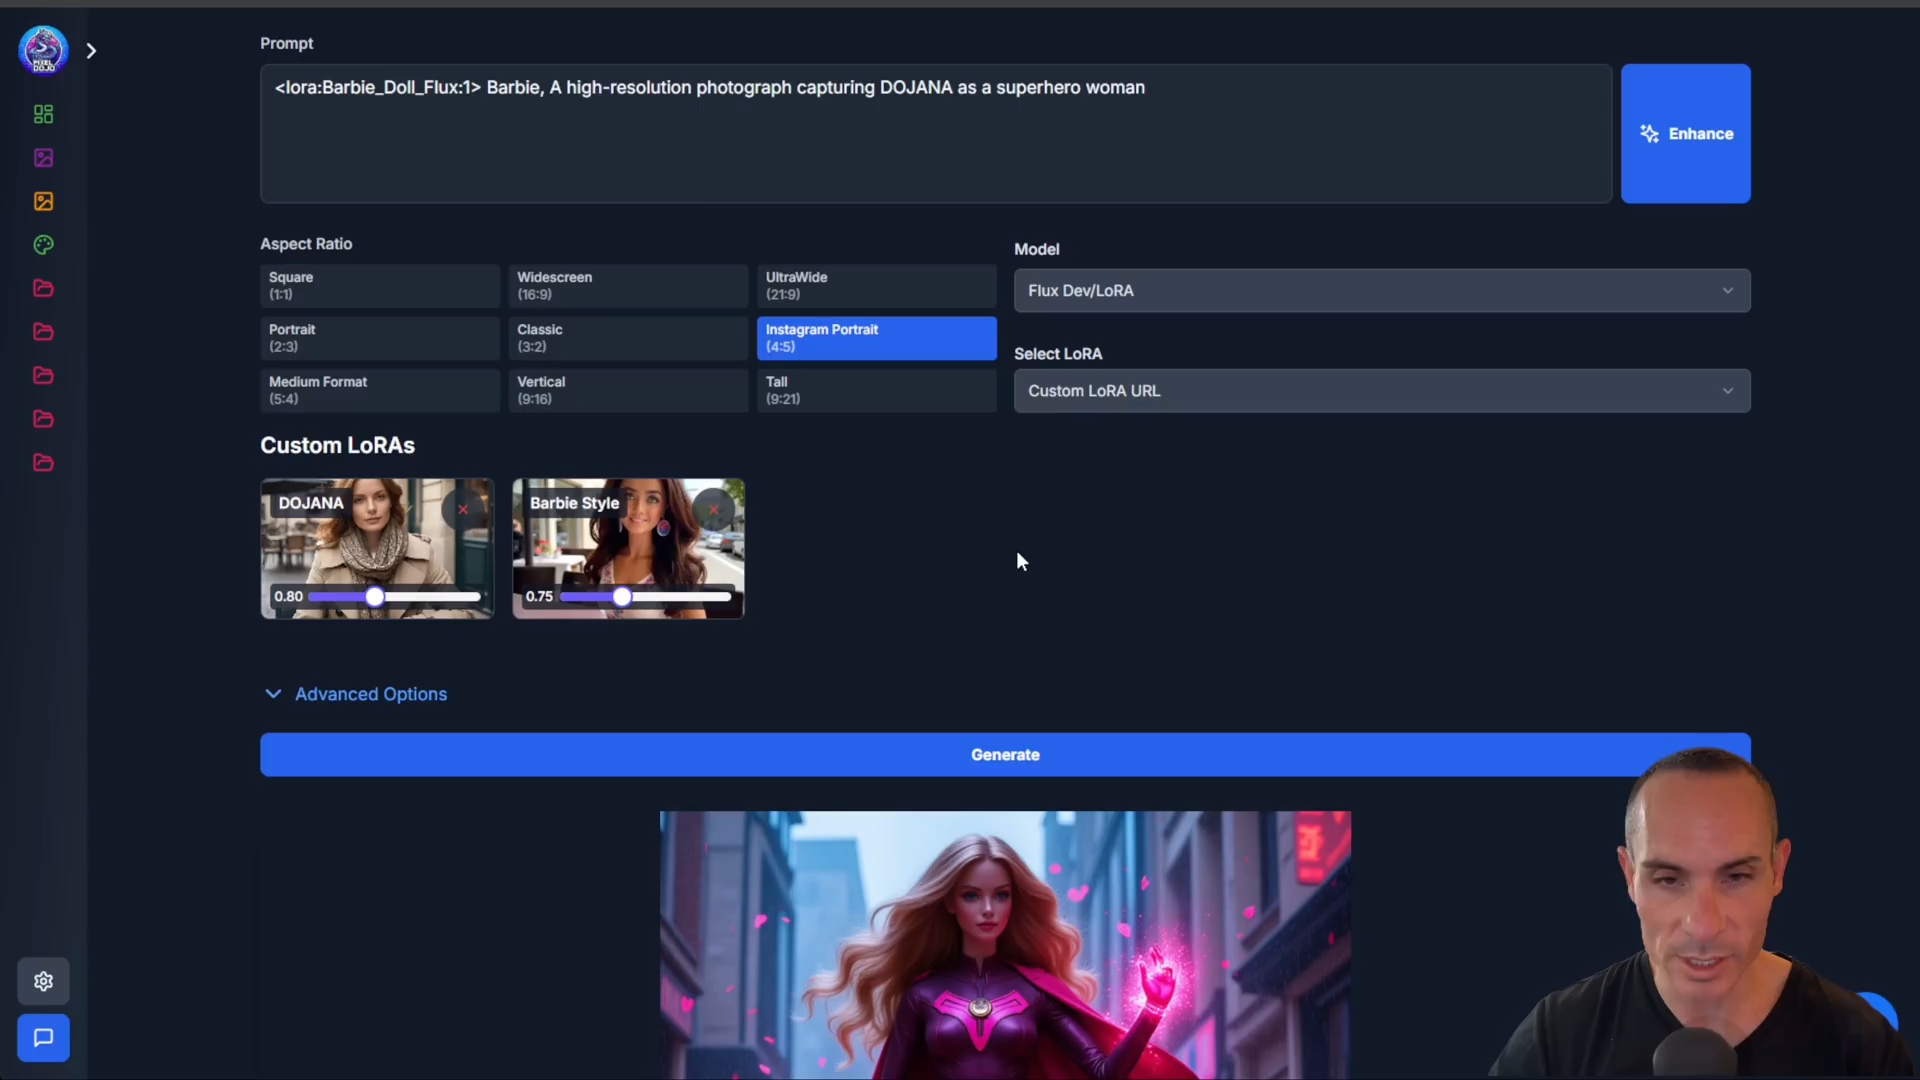 PIXEL
DOJO
Prompt
<lora:Barbie_Doll_Flux:1> Barbie, A high-resolution photograph capturing DOJANA as a superhero woman
Enhance
Aspect Ratio
Square
(1:1)
Widescreen
(16:9)
UltraWide
(21:9)
Portrait
(2:3)
Classic
(3:2)
Instagram Portrait
(4:5)
Medium Format
(5:4)
Vertical
(9:16)
Tall
(9:21)
Model
Flux Dev/LoRA
Select LoRA
Custom LoRA URL
Custom LoRAs
DOJANA
0.80
Barbie Style
0.75
Advanced Options
Generate